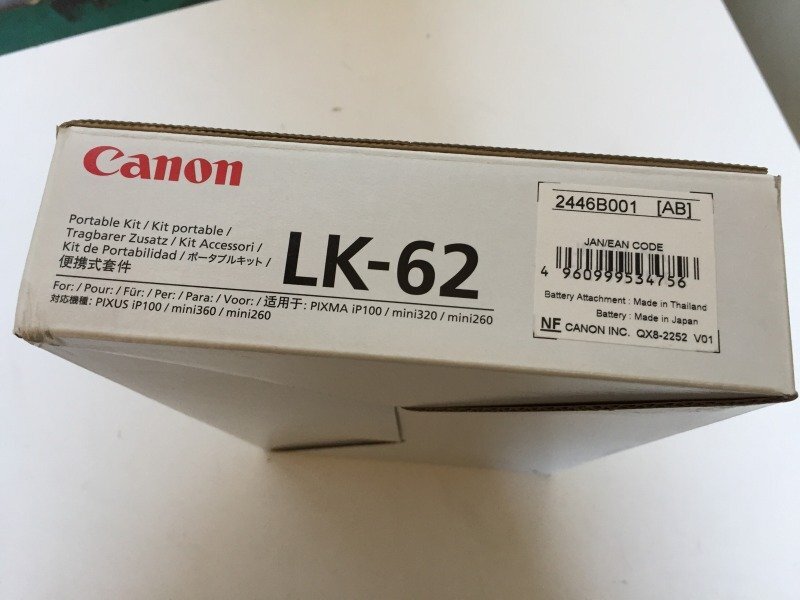 Canon
Portable Kit / Kit portable /
Tragbarer Zusatz / Kit Accessori /
Kit de Portabilidad / ポータブルキット /
便携式套件
LK-62
For: / Pour: / Für: / Per: / Para: / Voor: / 适用于: PIXMA iP100 / mini320 / mini260
対応機種: PIXUS iP100 / mini360 / mini260
2446B001 [AB]
JAN/EAN CODE
4 960999534756
Battery Attachment : Made in Thailand
Battery : Made in Japan
NF CANON INC. QX8-2252 V01